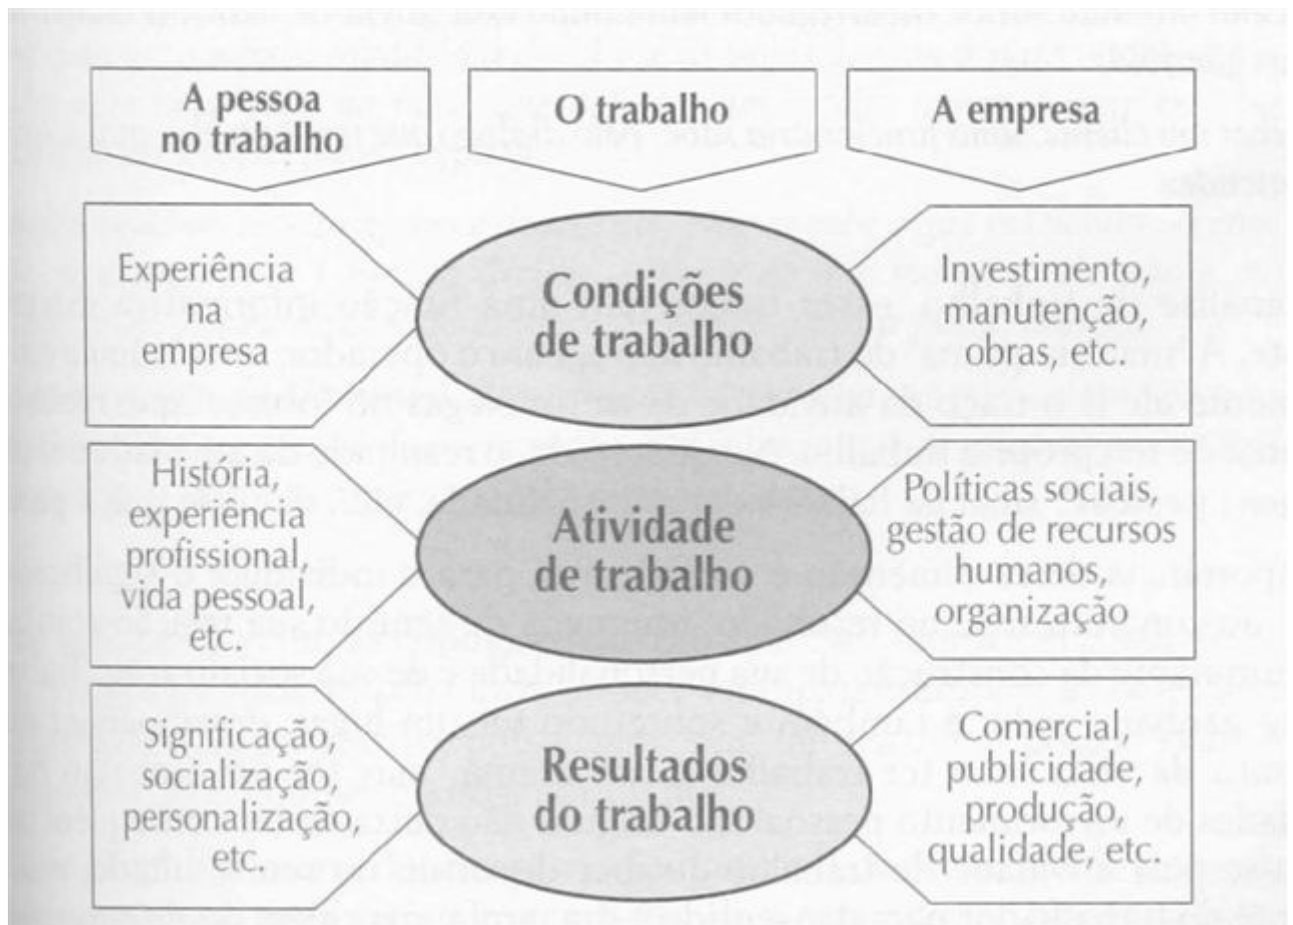 A pessoa
no trabalho
O trabalho
A empresa
Experiência
na
empresa
Condições
de trabalho
Investimento,
manutenção,
obras, etc.
História,
experiência
profissional,
vida pessoal,
etc.
Atividade
de trabalho
Políticas sociais,
gestão de recursos
humanos,
organização
Significação,
socialização,
personalização,
etc.
Resultados
do trabalho
Comercial,
publicidade,
produção,
qualidade, etc.